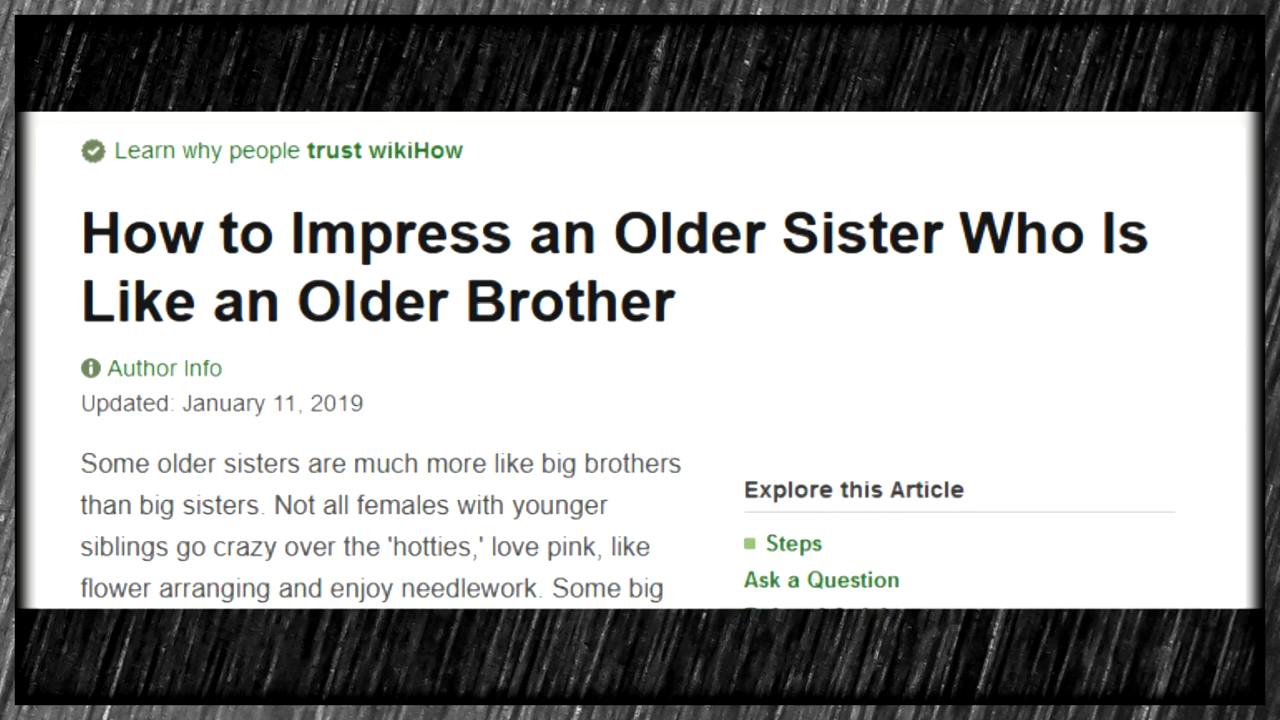 Learn why people trust wikiHow
How to Impress an Older Sister Who Is
Like an Older Brother
Author Info
Updated: January 11, 2019
Some older sisters are much more like big brothers
than big sisters. Not all females with younger
siblings go crazy over the 'hotties,' love pink, like
flower arranging and enjoy needlework. Some big
Explore this Article
Steps
Ask a Question